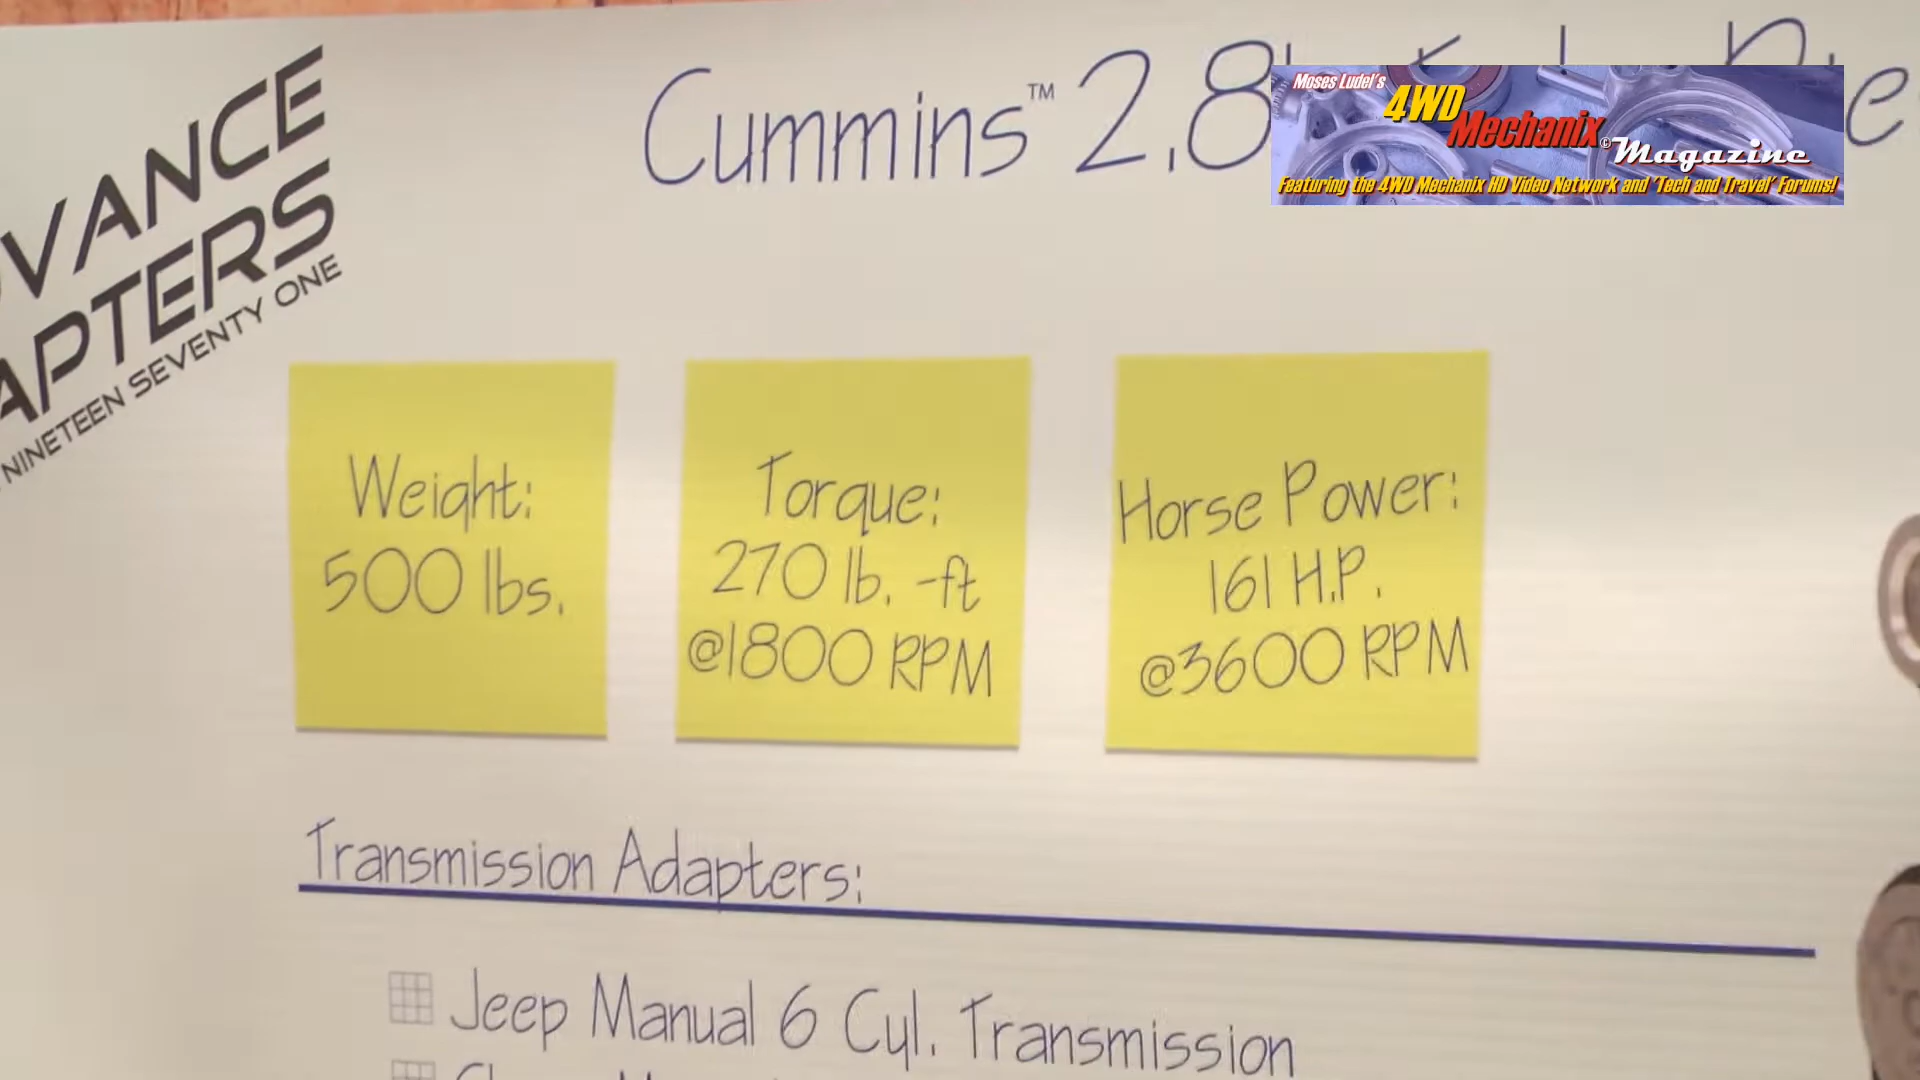 VANCE
APTERS
NINETEEN SEVENTY ONE
Cummins™ 2.8
Moses Ludel's
4WD
Mechanix
© Magazine
Featuring the 4WD Mechanix HD Video Network and 'Tech and Travel' Forums!
Weight:
500 lbs.
Torque:
270 lb. -ft
@1800 RPM
Horse Power:
161 H.P.
@3600 RPM
Transmission Adapters:
Jeep Manual 6 Cyl. Transmission